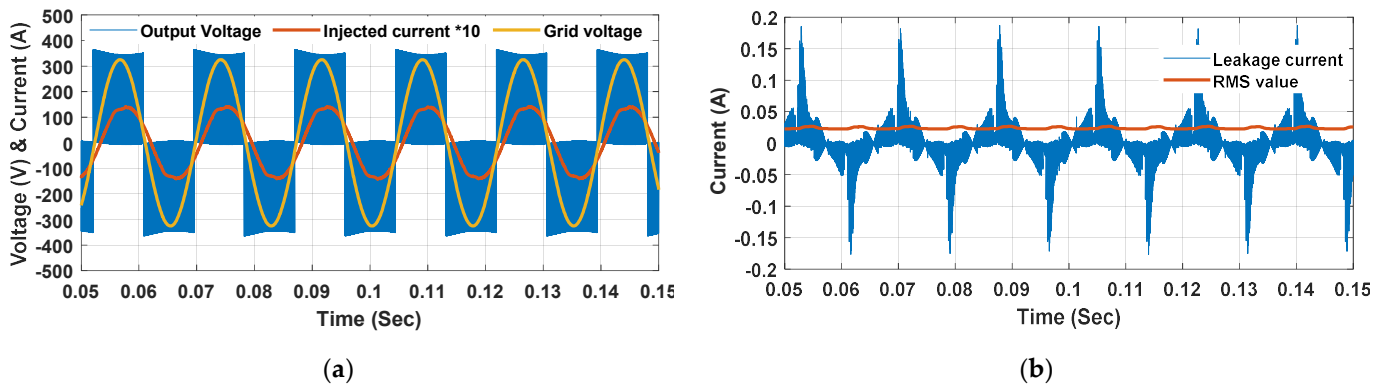 500
400
300
200
100
0
-100
-200
-300
-400
-500
Voltage (V) & Current (A)
Output Voltage Injected current *10 Grid voltage
0.05 0.06 0.07 0.08 0.09 0.1 0.11 0.12 0.13 0.14 0.15
Time (Sec)
(a)
0.2
0.15
0.1
0.05
0
-0.05
-0.1
-0.15
-0.2
Current (A)
Leakage current
RMS value
0.05 0.06 0.07 0.08 0.09 0.1 0.11 0.12 0.13 0.14 0.15
Time (Sec)
(b)